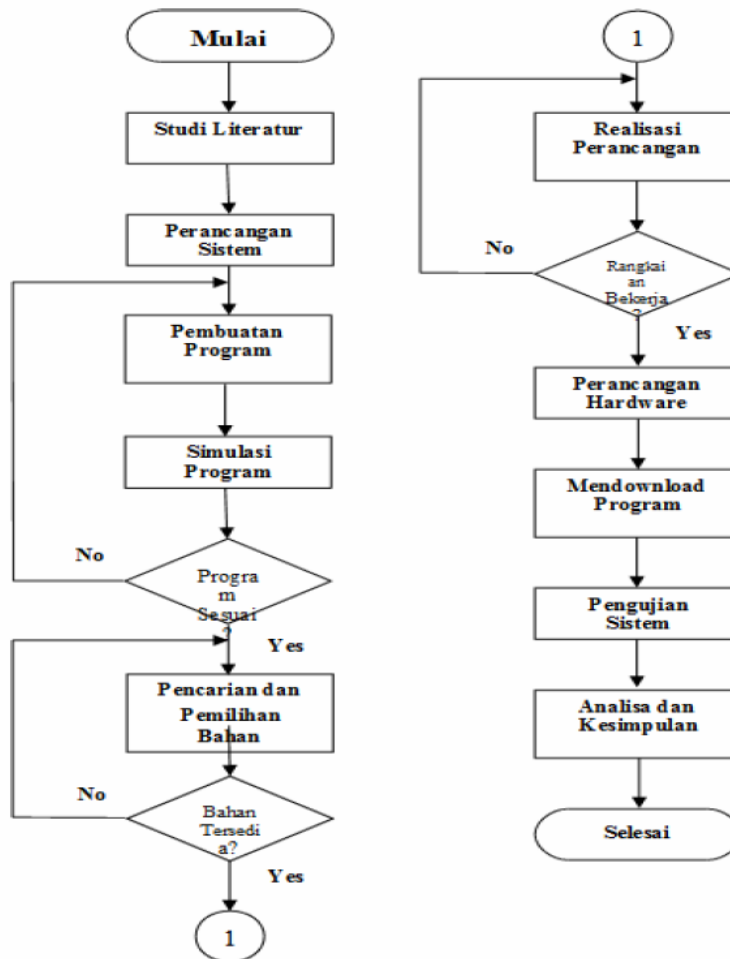 Mulai
Studi Literatur
Perancangan
Sistem
Pembuatan
Program
Simulasi
Program
No
Progra
m
Sesuai
?
Yes
Pencarian dan
Pemilihan
Bahan
No
Bahan
Tersedi
a?
Yes
1
1
Realisasi
Perancangan
No
Rangkai
an
Bekerja
?
Yes
Perancangan
Hardware
Mendownload
Program
Pengujian
Sistem
Analisa dan
Kesimpulan
Selesai